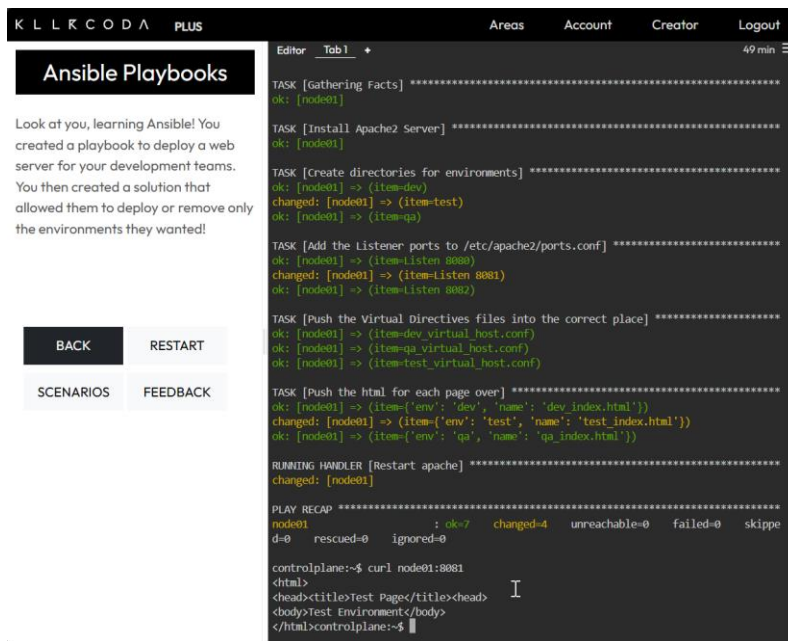 KLLRCODA PLUS Areas Account Creator Logout
Editor Tab 1 + 49 min
Ansible Playbooks
Look at you, learning Ansible! You
created a playbook to deploy a web
server for your development teams.
You then created a solution that
allowed them to deploy or remove only
the environments they wanted!
BACK RESTART
SCENARIOS FEEDBACK
TASK [Gathering Facts] **************************************************************
ok: [node01]
TASK [Install Apache2 Server] *******************************************************
ok: [node01]
TASK [Create directories for environments] ******************************************
ok: [node01] => (item=dev)
changed: [node01] => (item=test)
ok: [node01] => (item=qa)
TASK [Add the Listener ports to /etc/apache2/ports.conf] ****************************
ok: [node01] => (item=Listen 8080)
changed: [node01] => (item=Listen 8081)
ok: [node01] => (item=Listen 8082)
TASK [Push the Virtual Directives files into the correct place] *********************
ok: [node01] => (item=dev_virtual_host.conf)
ok: [node01] => (item=qa_virtual_host.conf)
ok: [node01] => (item=test_virtual_host.conf)
TASK [Push the html for each page over] *********************************************
ok: [node01] => (item={'env': 'dev', 'name': 'dev_index.html'})
changed: [node01] => (item={'env': 'test', 'name': 'test_index.html'})
ok: [node01] => (item={'env': 'qa', 'name': 'qa_index.html'})
RUNNING HANDLER [Restart apache] ****************************************************
changed: [node01]
PLAY RECAP **************************************************************************
node01 : ok=7 changed=4 unreachable=0 failed=0 skippe
d=0 rescued=0 ignored=0
controlplane:~$ curl node01:8081
<html>
<head><title>Test Page</title><head>
<body>Test Environment</body>
</html>controlplane:~$